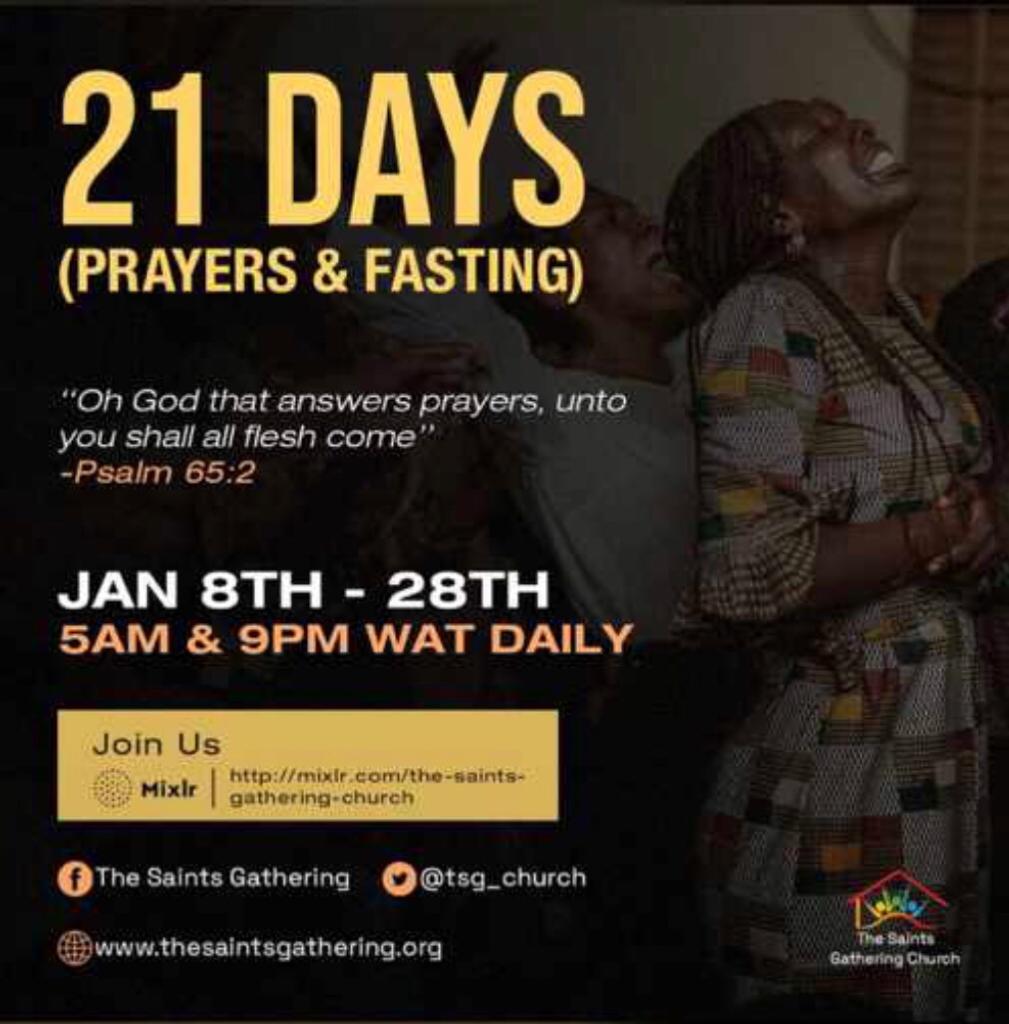 21 DAYS
(PRAYERS & FASTING)
"Oh God that answers prayers, unto
you shall all flesh come"
-Psalm 65:2
JAN 8TH - 28TH
5AM & 9PM WAT DAILY
Join Us
Mixlr | http://mixlr.com/the-saints-
gathering-church
The Saints Gathering @tsg_church
www.thesaintsgathering.org
The Saints
Gathering Church